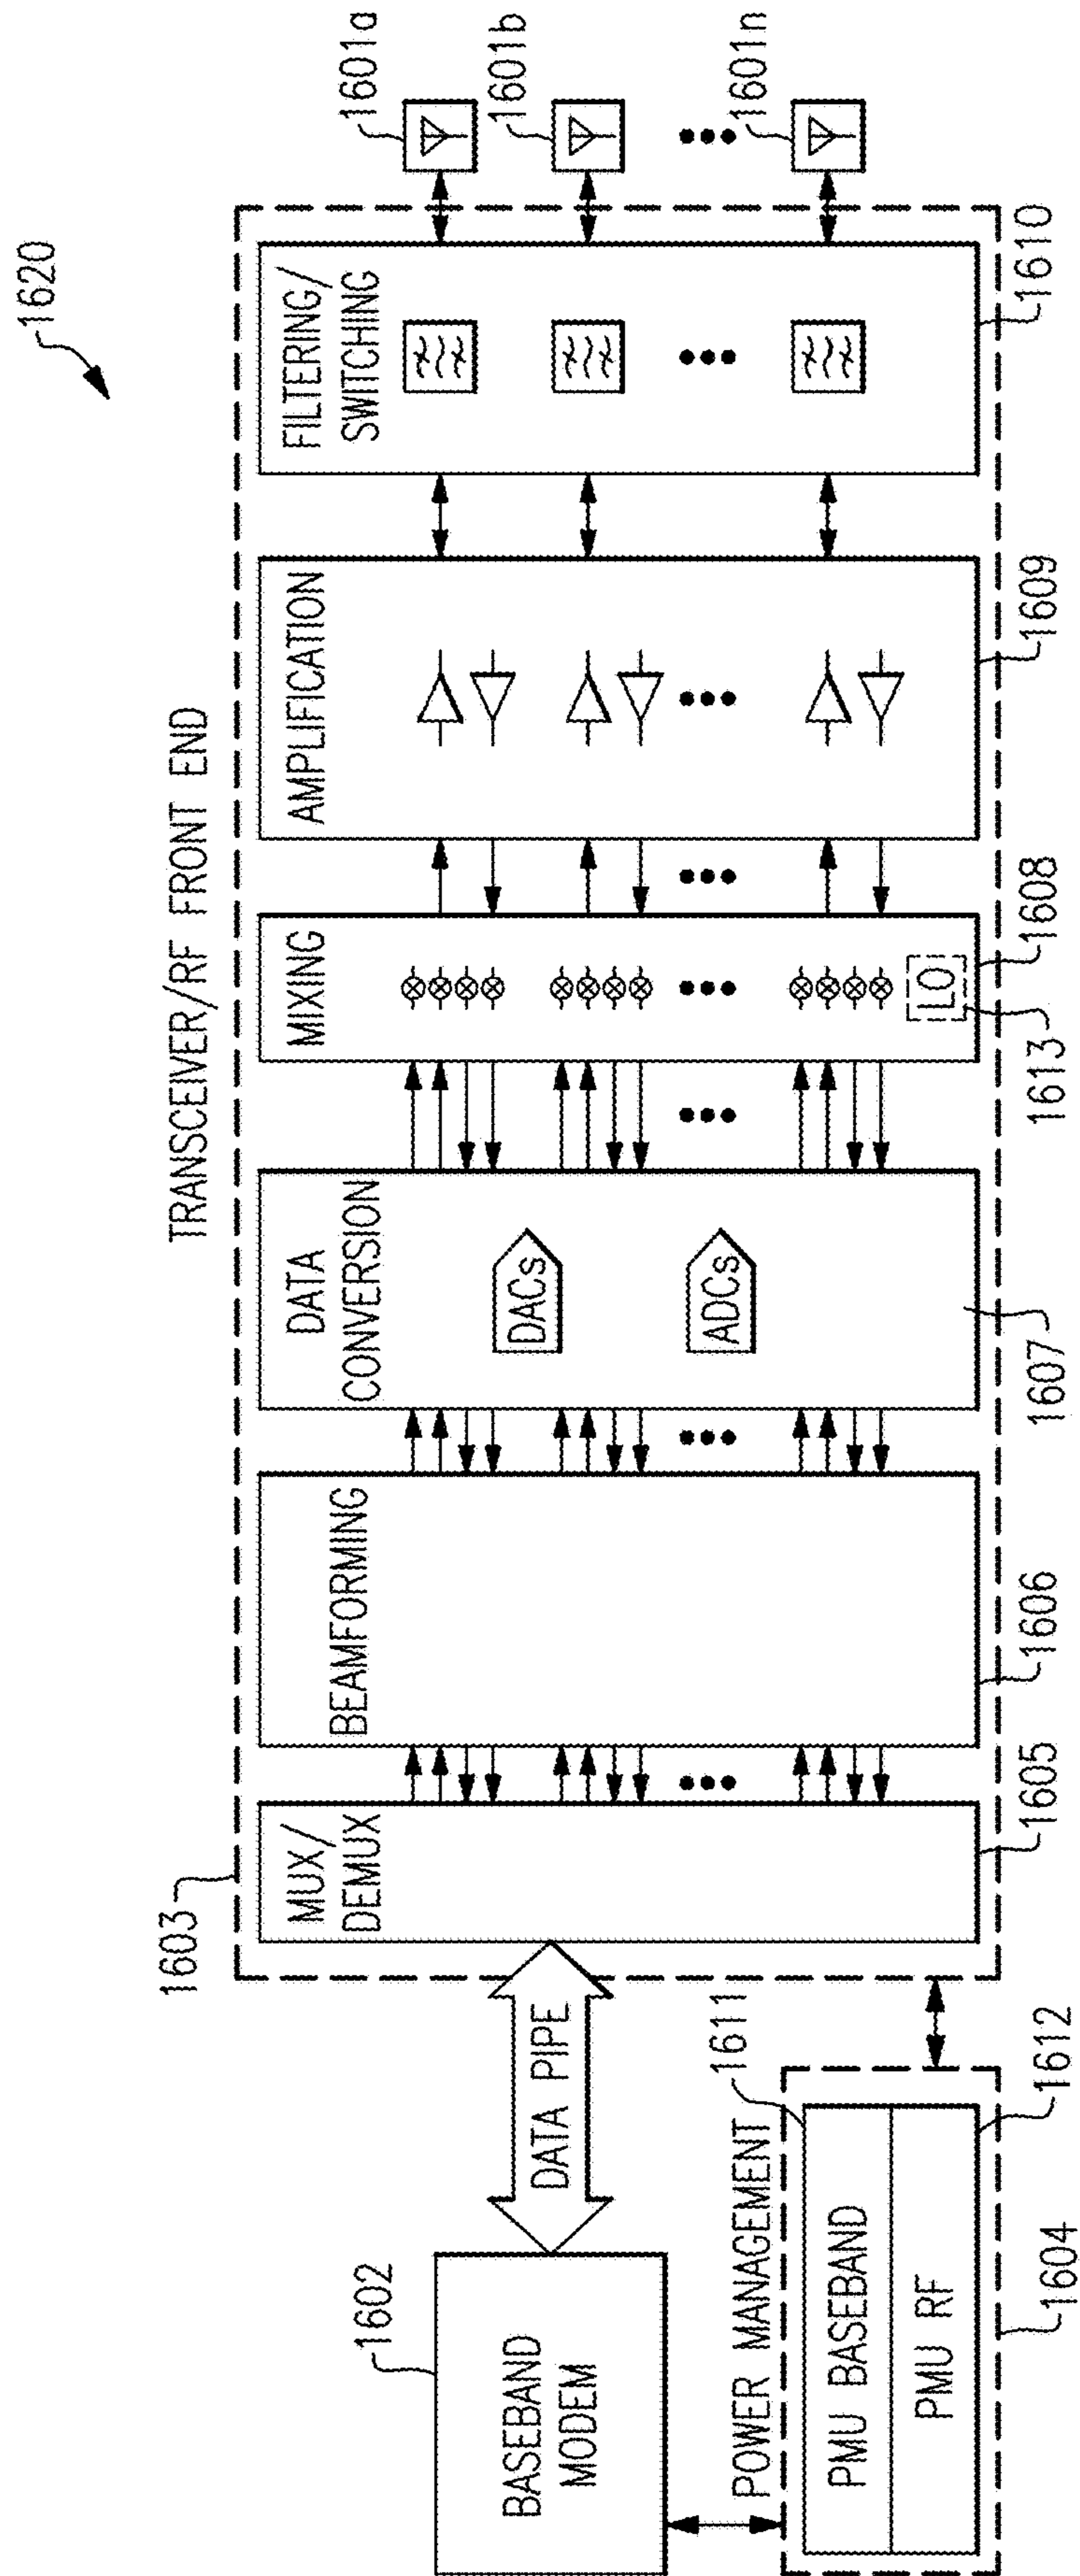 1620
TRANSCEIVER/RF FRONT END
1603
MUX/
DEMUX
1605
BEAMFORMING
1606
DATA
CONVERSION
DACs
ADCs
1607
MIXING
LO
1613
1608
AMPLIFICATION
1609
FILTERING/
SWITCHING
1610
1601a
1601b
1601n
DATA PIPE
1602
BASEBAND
MODEM
POWER MANAGEMENT
1611
PMU BASEBAND
PMU RF
1612
1604